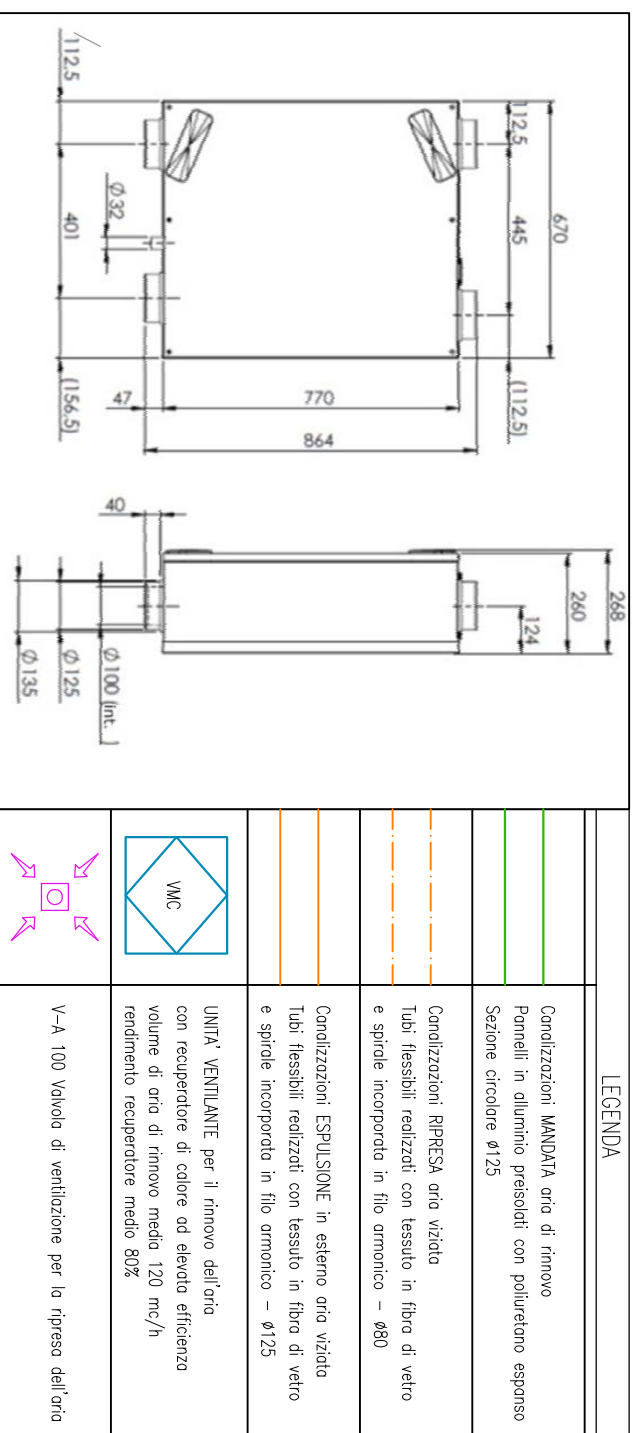 112.5
670
445
(112.5)
112.5
401
(156.5)
Ø32
47
770
864
40
268
260
124
Ø100 (int. )
Ø125
Ø135
LEGENDA
Canalizzazioni MANDATA aria di rinnovo
Pannelli in alluminio preisolati con poliuretano espanso
Sezione circolare ø125
Canalizzazioni RIPRESA aria viziata
Tubi flessibili realizzati con tessuto in fibra di vetro
e spirale incorporata in filo armonico - ø80
Canalizzazioni ESPULSIONE in esterno aria viziata
Tubi flessibili realizzati con tessuto in fibra di vetro
e spirale incorporata in filo armonico - ø125
VMC
UNITA' VENTILANTE per il rinnovo dell'aria
con recuperatore di calore ad elevata efficienza
volume di aria di rinnovo media 120 mc/h
rendimento recuperatore medio 80%
V-A 100 Valvola di ventilazione per la ripresa dell'aria